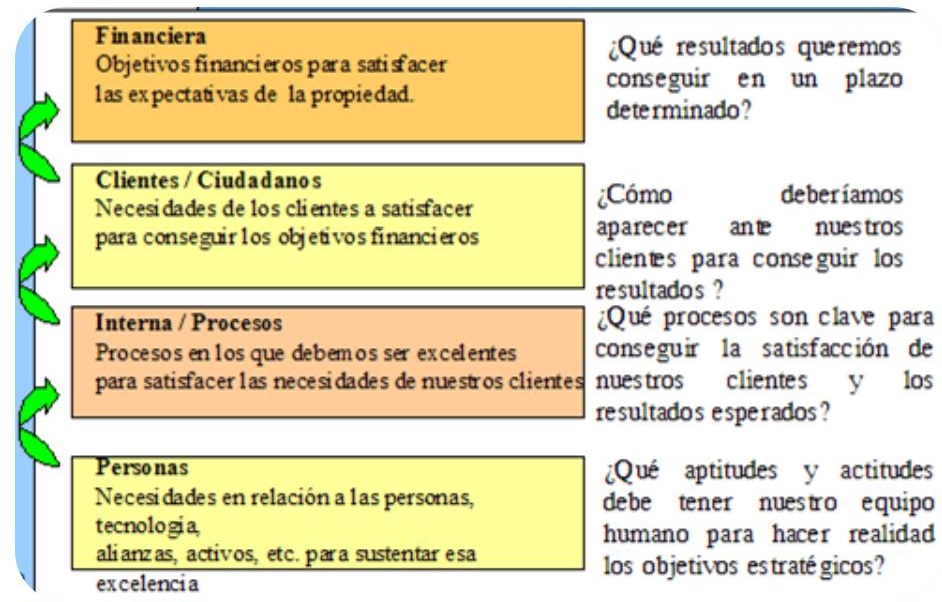 Financiera
Objetivos financieros para satisfacer
las expectativas de la propiedad.
¿Qué resultados queremos
conseguir en un plazo
determinado?
Clientes / Ciudadanos
Necesidades de los clientes a satisfacer
para conseguir los objetivos financieros
¿Cómo deberíamos
aparecer ante nuestros
clientes para conseguir los
resultados ?
Interna / Procesos
Procesos en los que debemos ser excelentes
para satisfacer las necesidades de nuestros clientes
¿Qué procesos son clave para
conseguir la satisfacción de
nuestros clientes y los
resultados esperados?
Personas
Necesidades en relación a las personas,
tecnologia,
alianzas, activos, etc. para sustentar esa
excelencia
¿Qué aptitudes y actitudes
debe tener nuestro equipo
humano para hacer realidad
los objetivos estratégicos?